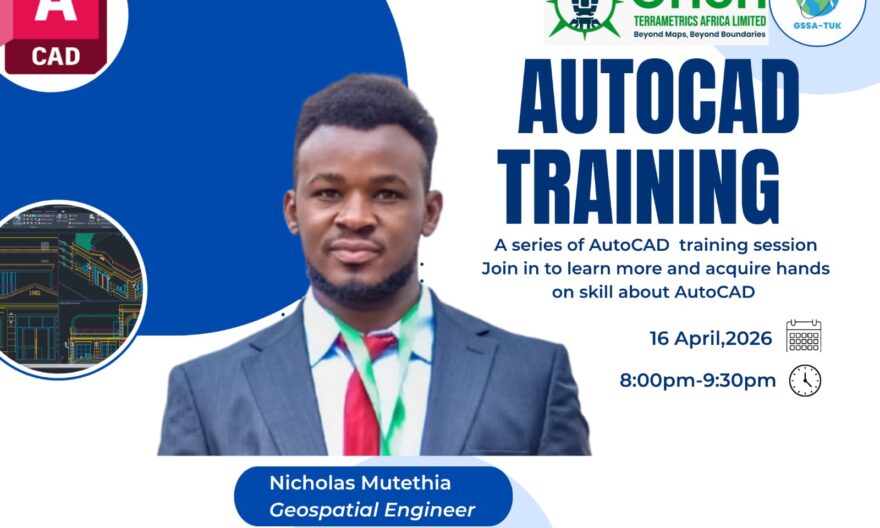 A
CAD
TERRAMETRICS AFRICA LIMITED
Beyond Maps, Beyond Boundaries
GSSA-TUK
AUTOCAD
TRAINING
A series of AutoCAD training session
Join in to learn more and acquire hands
on skill about AutoCAD
16 April,2026
8:00pm-9:30pm
Nicholas Mutethia
Geospatial Engineer